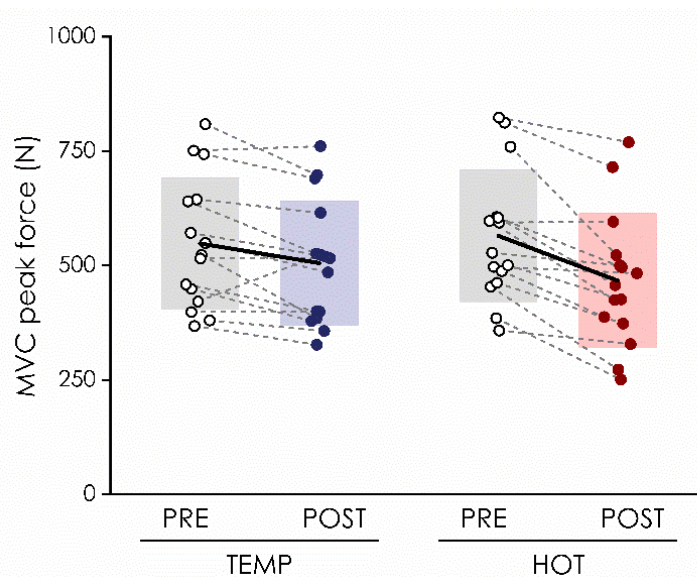 MVC peak force (N)
1000
750
500
250
0
PRE POST PRE POST
TEMP HOT